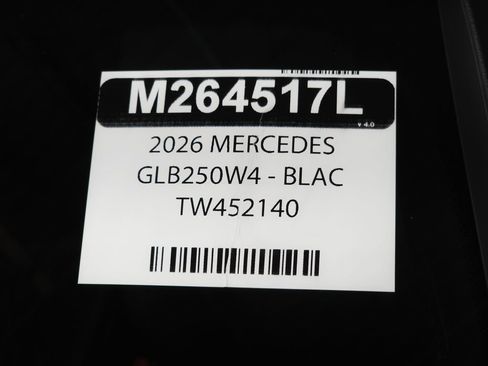 M264517L
v 4.0
2026 MERCEDES
GLB250W4 - BLAC
TW452140